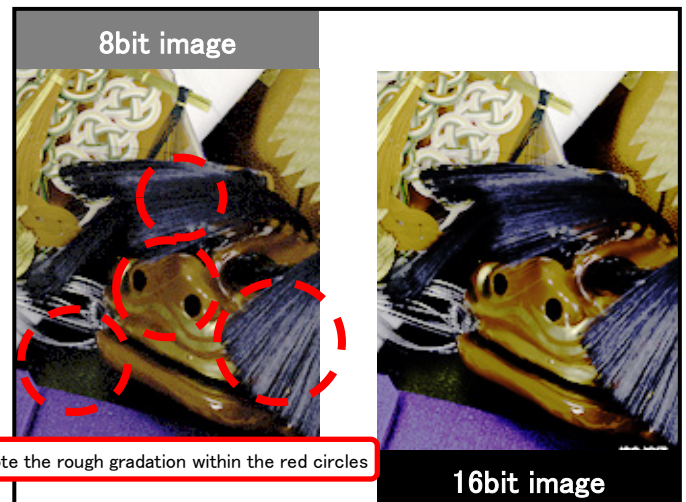 8bit image
te the rough gradation within the red circles
16bit image